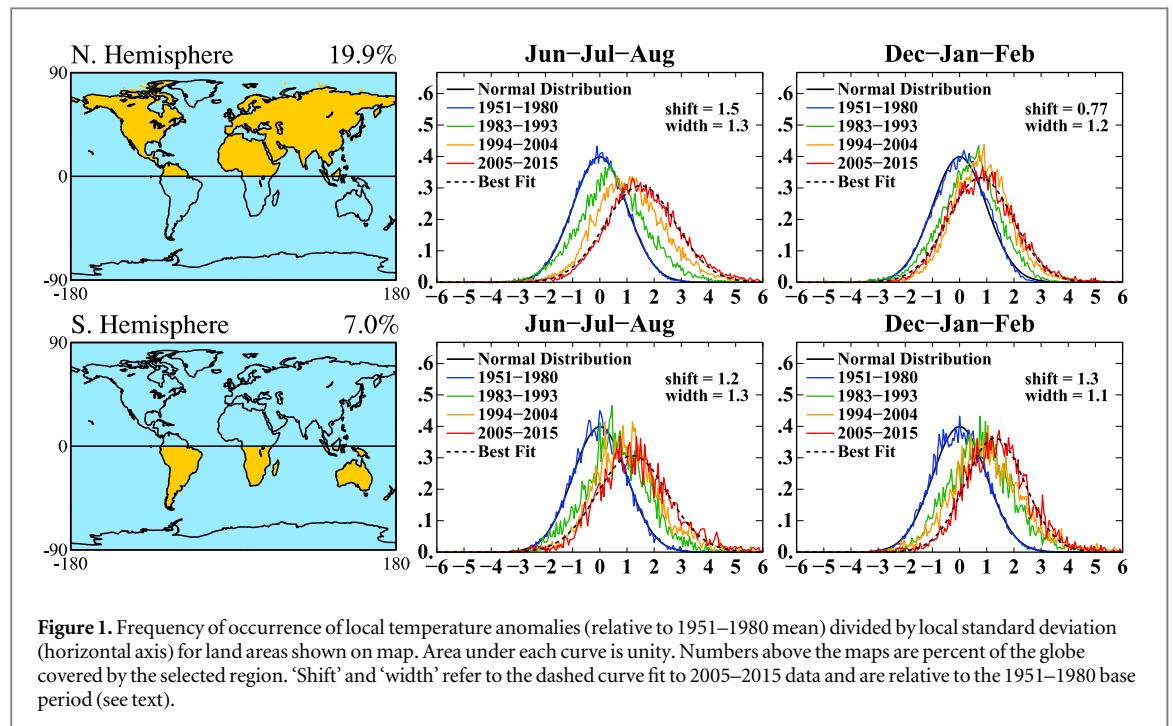 N. Hemisphere 19.9%
90
0
-90
-180 180
Jun–Jul–Aug
.6
.5
.4
.3
.2
.1
0.
Normal Distribution
1951–1980
1983–1993
1994–2004
2005–2015
Best Fit
shift = 1.5
width = 1.3
−6 −5 −4 −3 −2 −1 0 1 2 3 4 5 6
Dec–Jan–Feb
.6
.5
.4
.3
.2
.1
0.
Normal Distribution
1951–1980
1983–1993
1994–2004
2005–2015
Best Fit
shift = 0.77
width = 1.2
−6 −5 −4 −3 −2 −1 0 1 2 3 4 5 6
S. Hemisphere 7.0%
90
0
-90
-180 180
Jun–Jul–Aug
.6
.5
.4
.3
.2
.1
0.
Normal Distribution
1951–1980
1983–1993
1994–2004
2005–2015
Best Fit
shift = 1.2
width = 1.3
−6 −5 −4 −3 −2 −1 0 1 2 3 4 5 6
Dec–Jan–Feb
.6
.5
.4
.3
.2
.1
0.
Normal Distribution
1951–1980
1983–1993
1994–2004
2005–2015
Best Fit
shift = 1.3
width = 1.1
−6 −5 −4 −3 −2 −1 0 1 2 3 4 5 6
Figure 1. Frequency of occurrence of local temperature anomalies (relative to 1951–1980 mean) divided by local standard deviation
(horizontal axis) for land areas shown on map. Area under each curve is unity. Numbers above the maps are percent of the globe
covered by the selected region. ‘Shift’ and ‘width’ refer to the dashed curve fit to 2005–2015 data and are relative to the 1951–1980 base
period (see text).